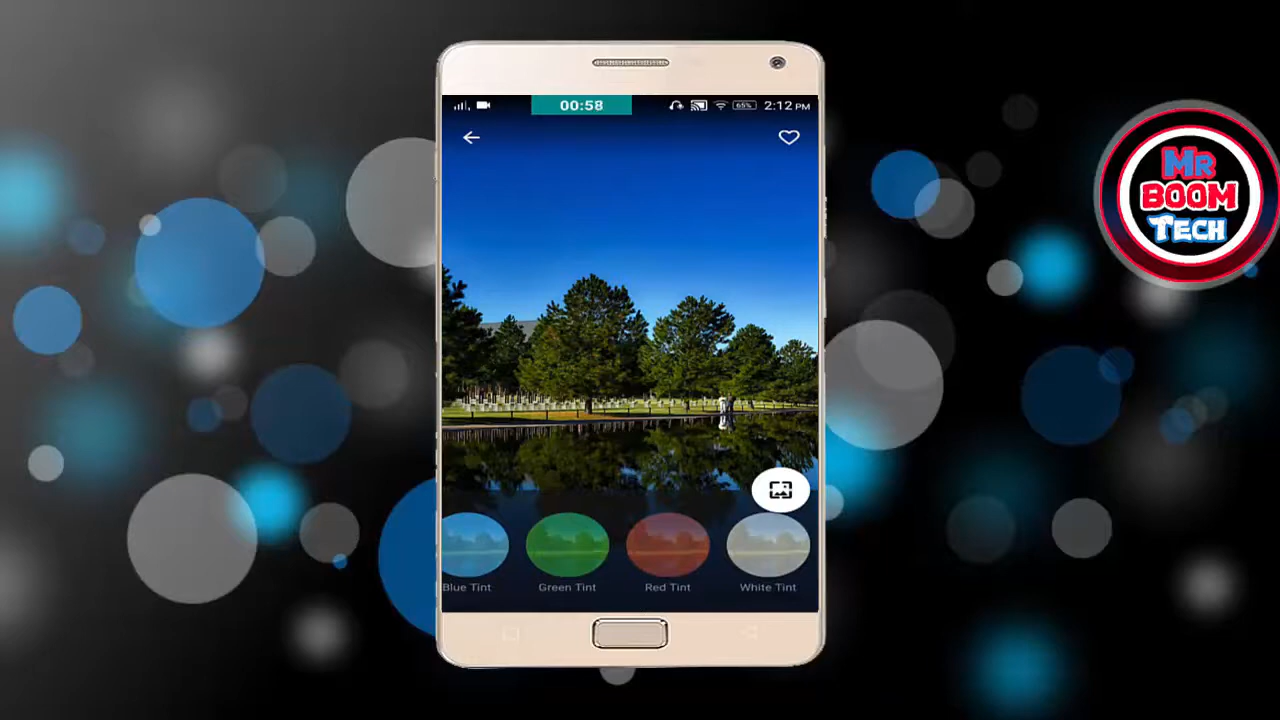 00:58
65%
2:12 PM
MR
BOOM
TECH
Blue Tint
Green Tint
Red Tint
White Tint